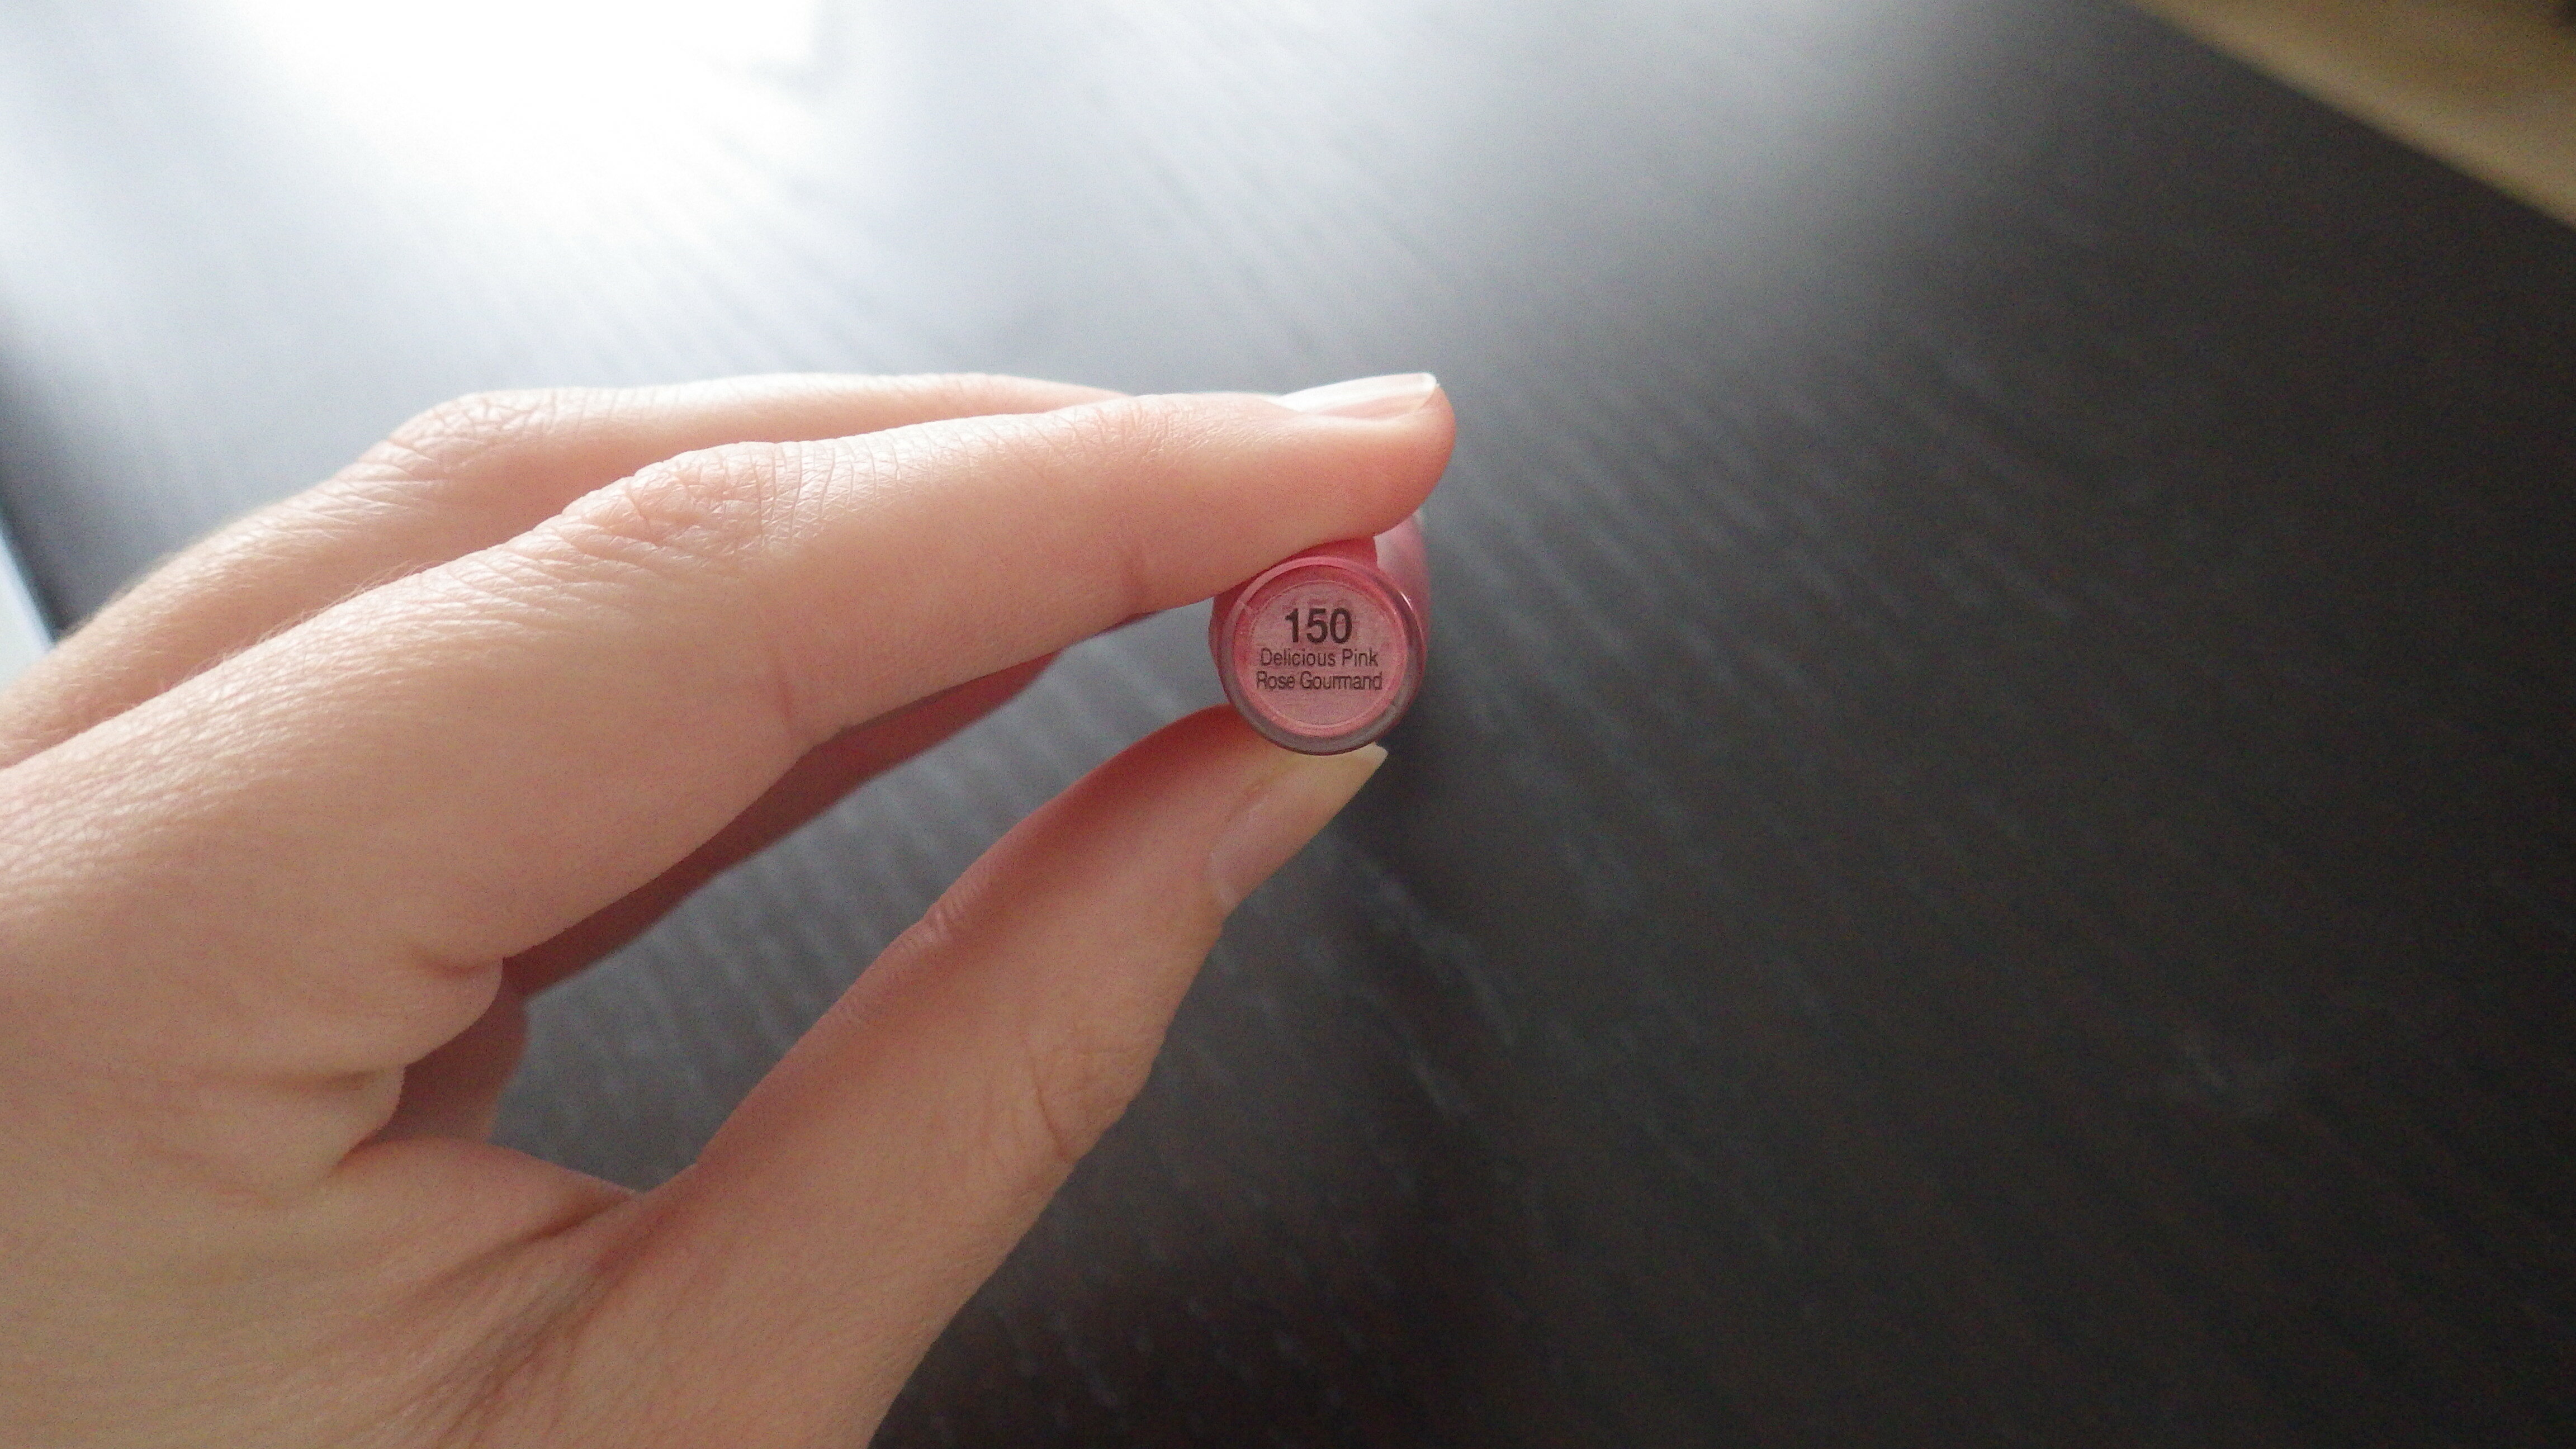 150
Delicious Pink
Rose Gourmand